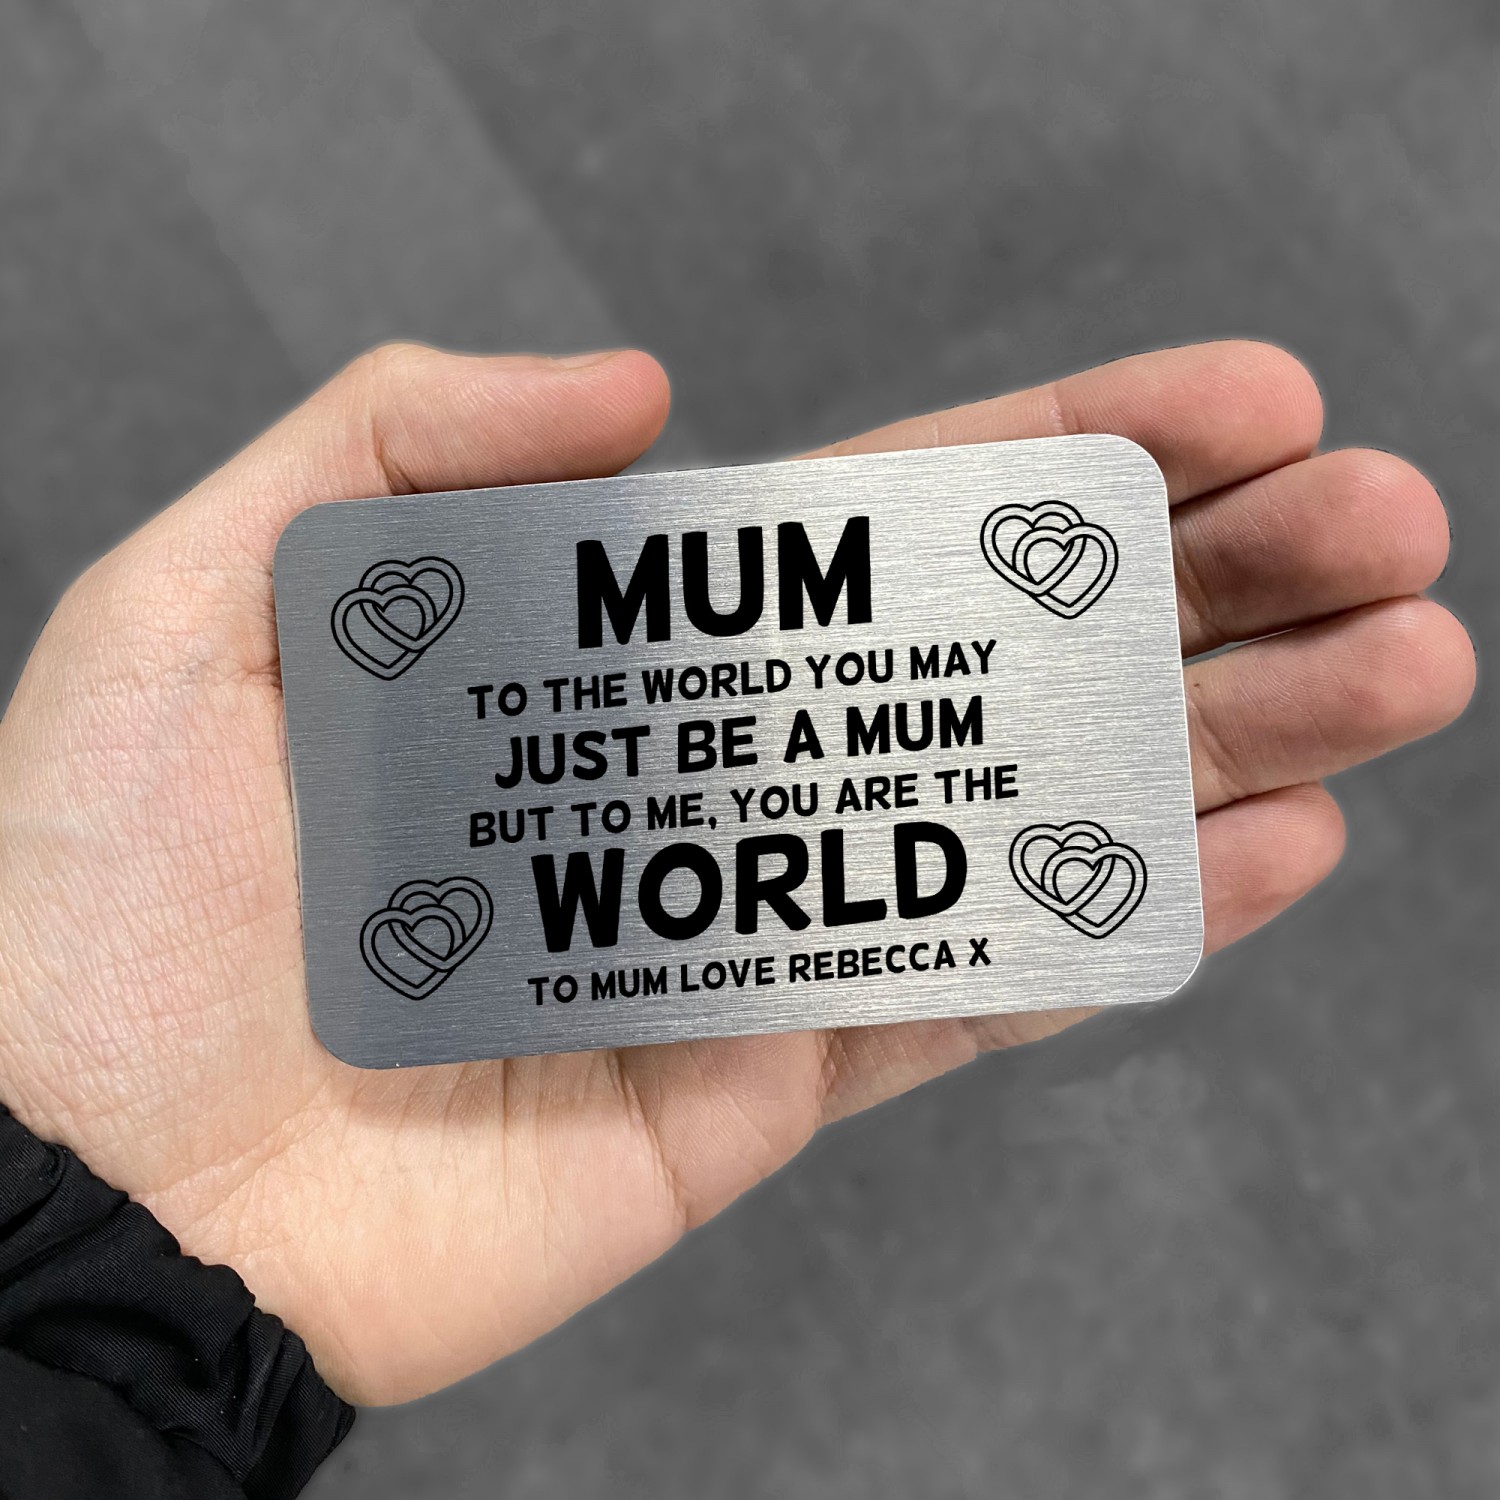 MUM
TO THE WORLD YOU MAY
JUST BE A MUM
BUT TO ME, YOU ARE THE
WORLD
TO MUM LOVE REBECCA X